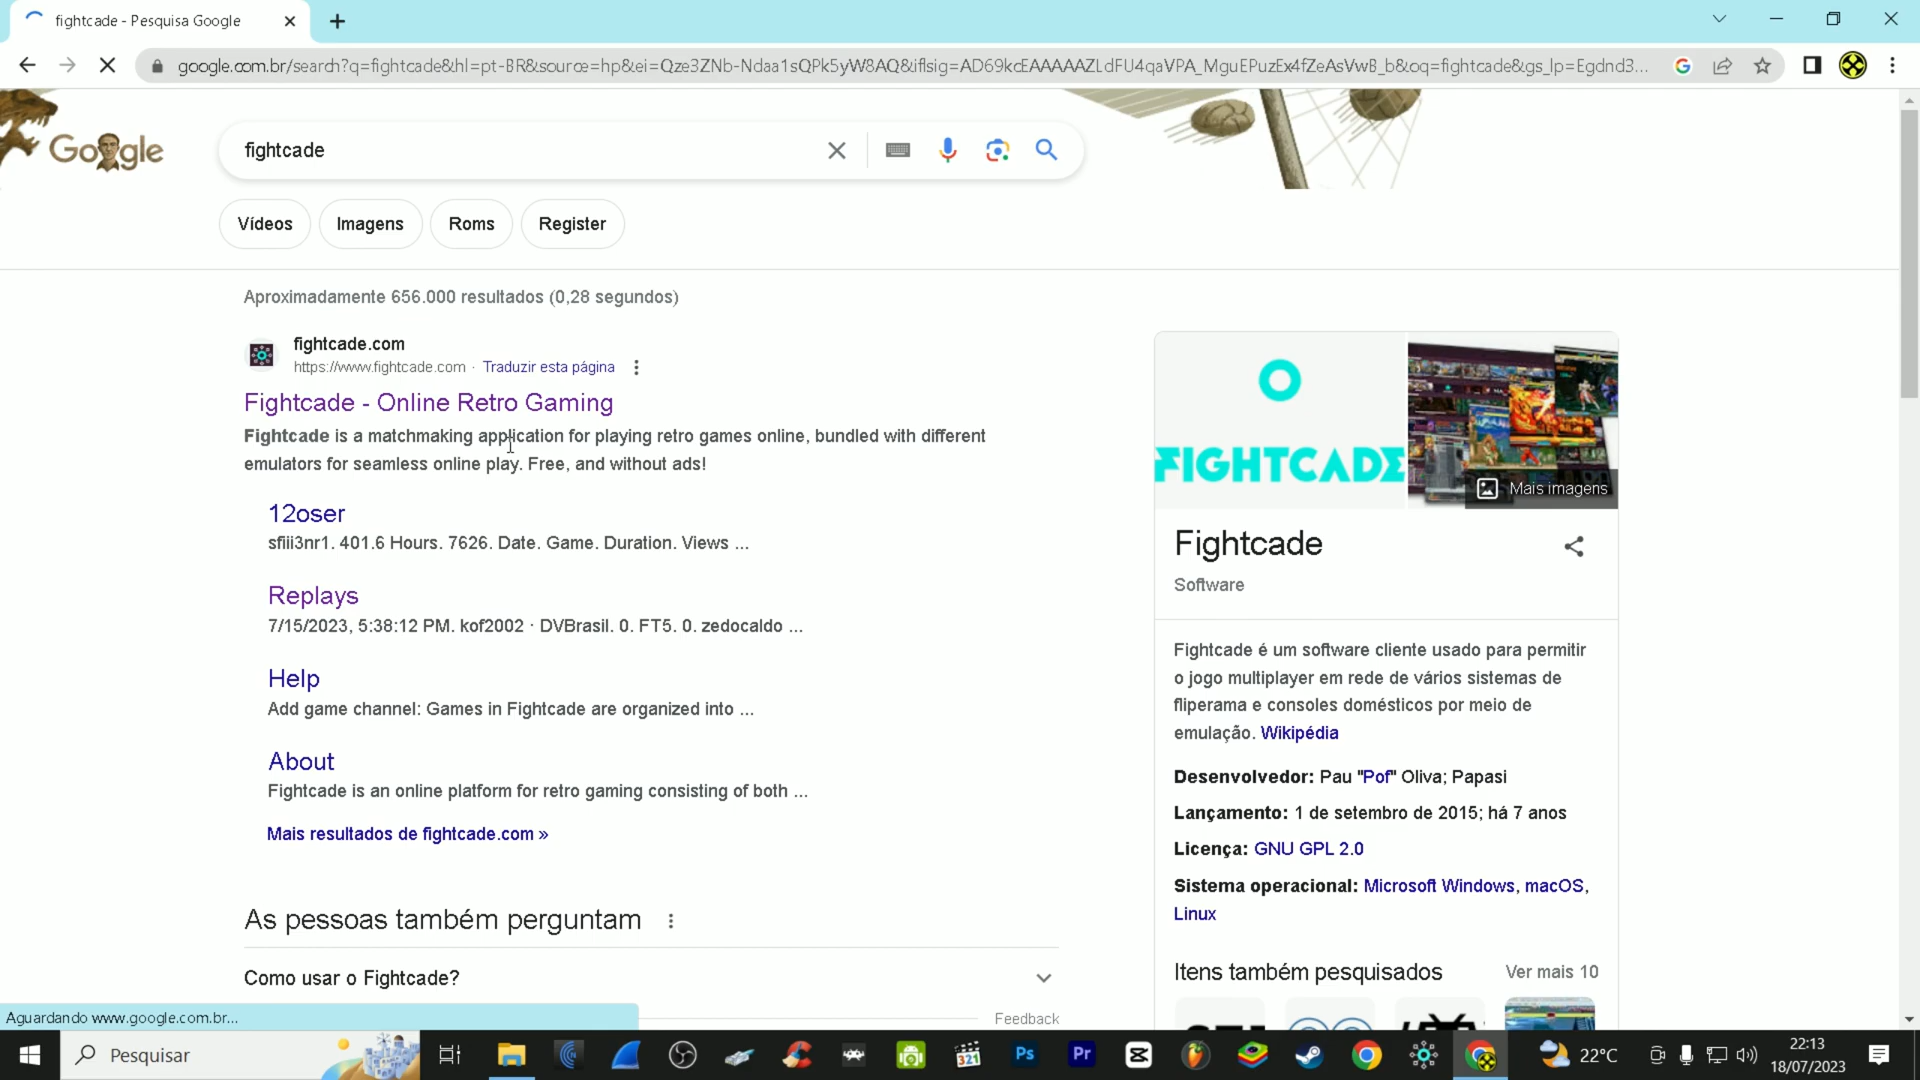 fightcade - Pesquisa Google
google.com.br/search?q=fightcade&hl=pt-BR&source=hp&ei=Qze3ZNb-Ndaa1sQPk5yW8AQ&iflsig=AD69kcEAAAAAZLdFU4qaVPA_MguEPuzEx4fZeAsVwB_b&oq=fightcade&gs_lp=Egdnd3...
Google
fightcade
Vídeos
Imagens
Roms
Register
Aproximadamente 656.000 resultados (0,28 segundos)
fightcade.com
https://www.fightcade.com · Traduzir esta página
Fightcade - Online Retro Gaming
Fightcade is a matchmaking application for playing retro games online, bundled with different
emulators for seamless online play. Free, and without ads!
12oser
sfiii3nr1. 401.6 Hours. 7626. Date. Game. Duration. Views ...
Replays
7/15/2023, 5:38:12 PM. kof2002 · DVBrasil. 0. FT5. 0. zedocaldo ...
Help
Add game channel: Games in Fightcade are organized into ...
About
Fightcade is an online platform for retro gaming consisting of both ...
Mais resultados de fightcade.com »
As pessoas também perguntam
Como usar o Fightcade?
Feedback
FIGHTCADE
Mais imagens
Fightcade
Software
Fightcade é um software cliente usado para permitir
o jogo multiplayer em rede de vários sistemas de
fliperama e consoles domésticos por meio de
emulação. Wikipédia
Desenvolvedor: Pau "Pof" Oliva; Papasi
Lançamento: 1 de setembro de 2015; há 7 anos
Licença: GNU GPL 2.0
Sistema operacional: Microsoft Windows, macOS,
Linux
Itens também pesquisados
Ver mais 10
Aguardando www.google.com.br...
Pesquisar
321
Ps
Pr
22°C
22:13
18/07/2023